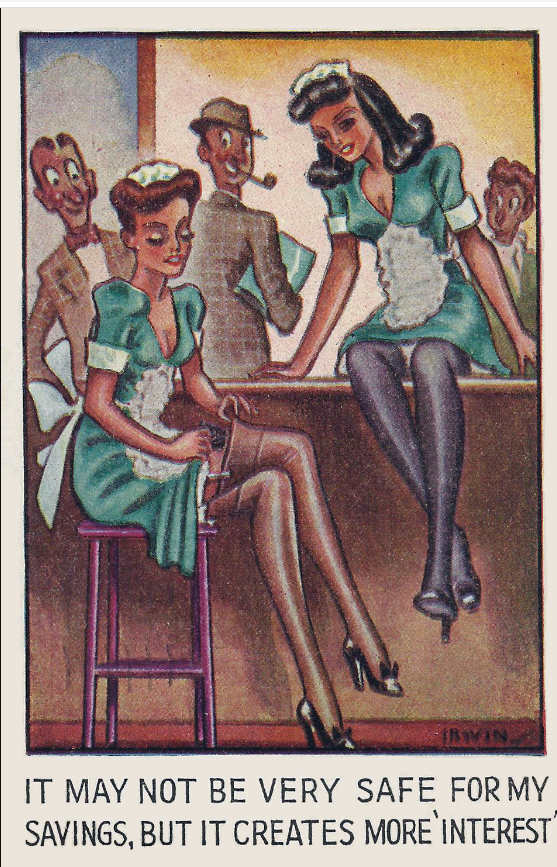 IRWIN
IT MAY NOT BE VERY SAFE FOR MY
SAVINGS, BUT IT CREATES MORE 'INTEREST'